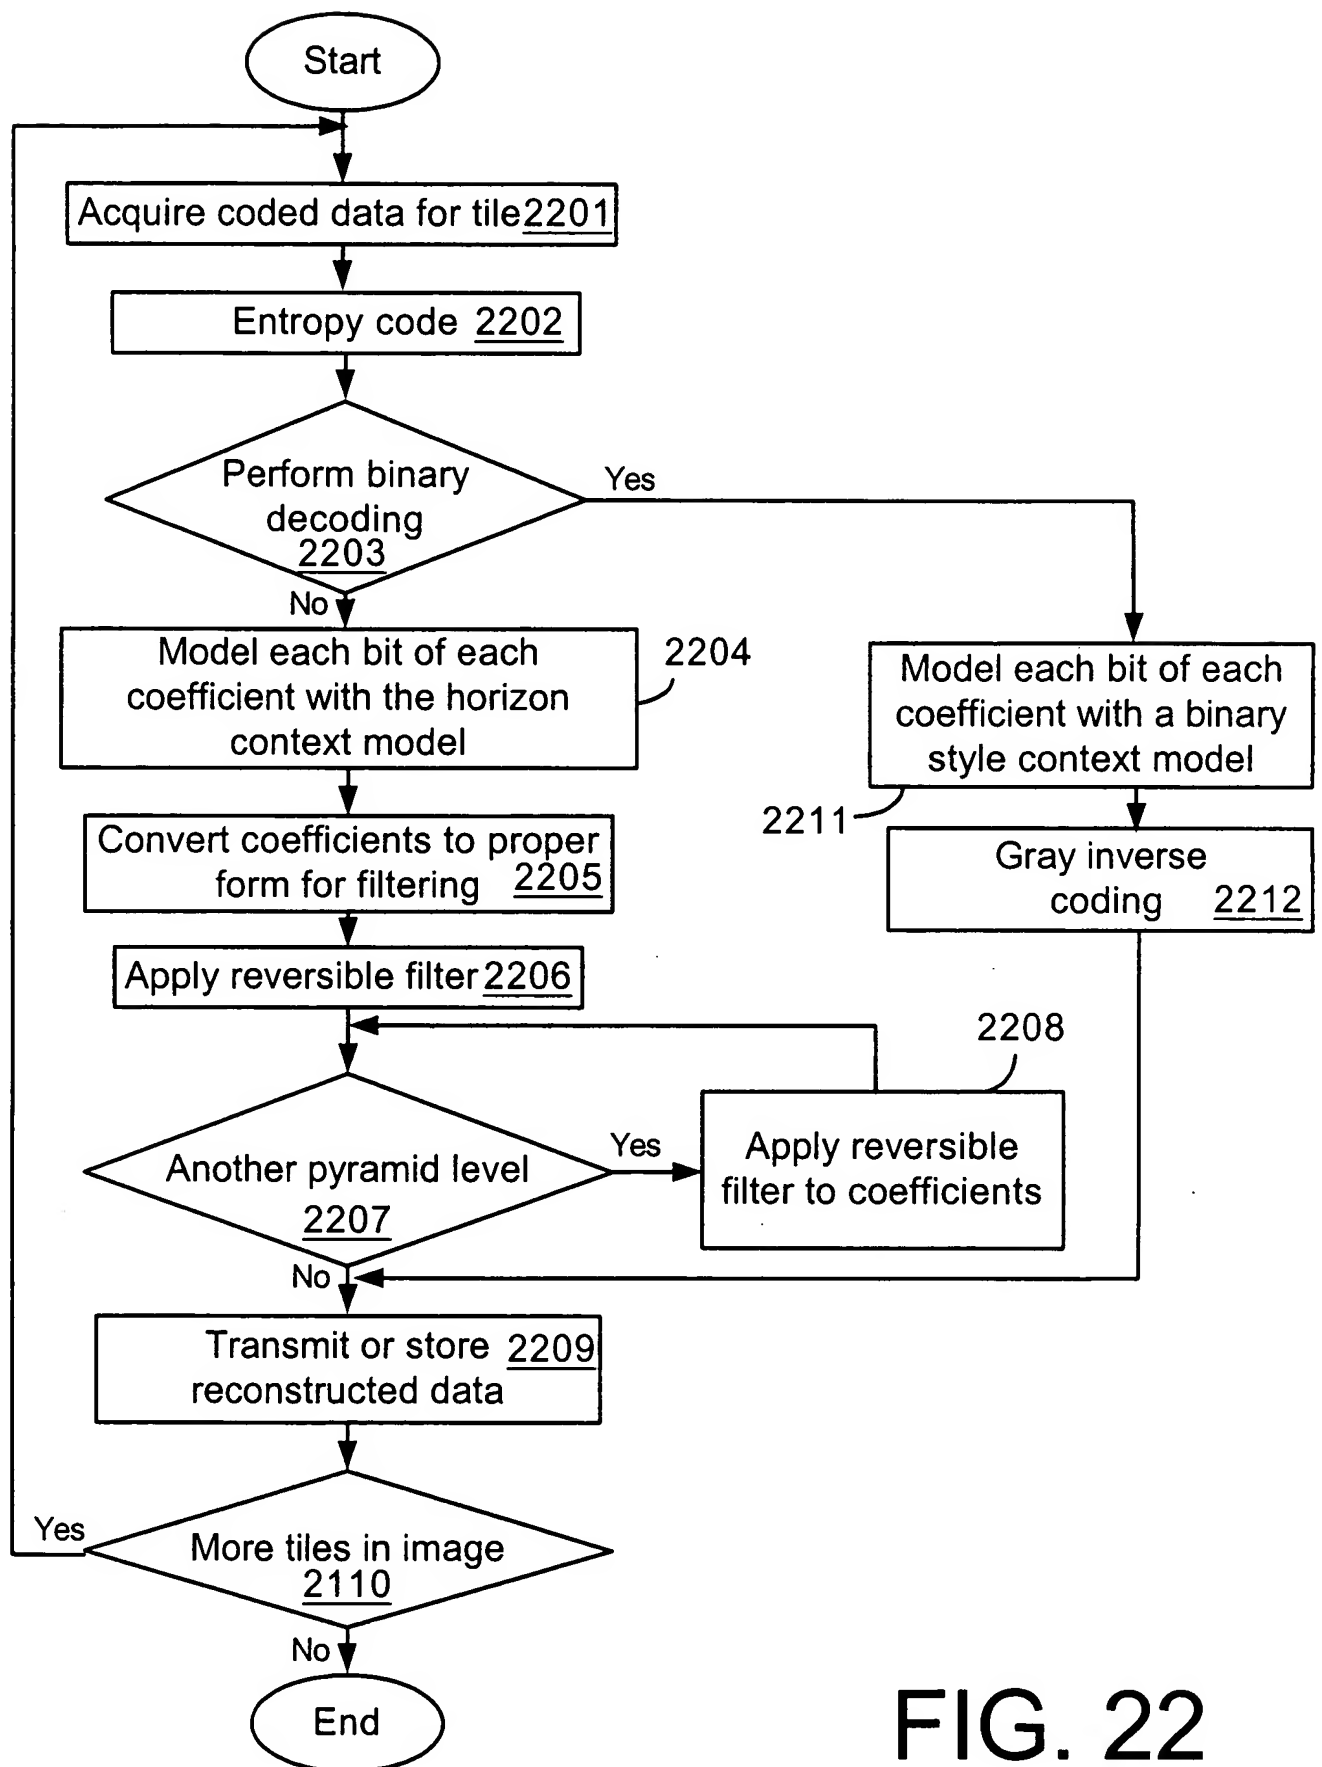 Start
Acquire coded data for tile 2201
Entropy code 2202
Perform binary
decoding
2203
Yes
No
Model each bit of each
coefficient with the horizon
context model
2204
Model each bit of each
coefficient with a binary
style context model
2211
Convert coefficients to proper
form for filtering 2205
Gray inverse
coding 2212
Apply reversible filter 2206
2208
Another pyramid level
2207
Yes
Apply reversible
filter to coefficients
No
Transmit or store 2209
reconstructed data
Yes
More tiles in image
2110
No
End
FIG. 22